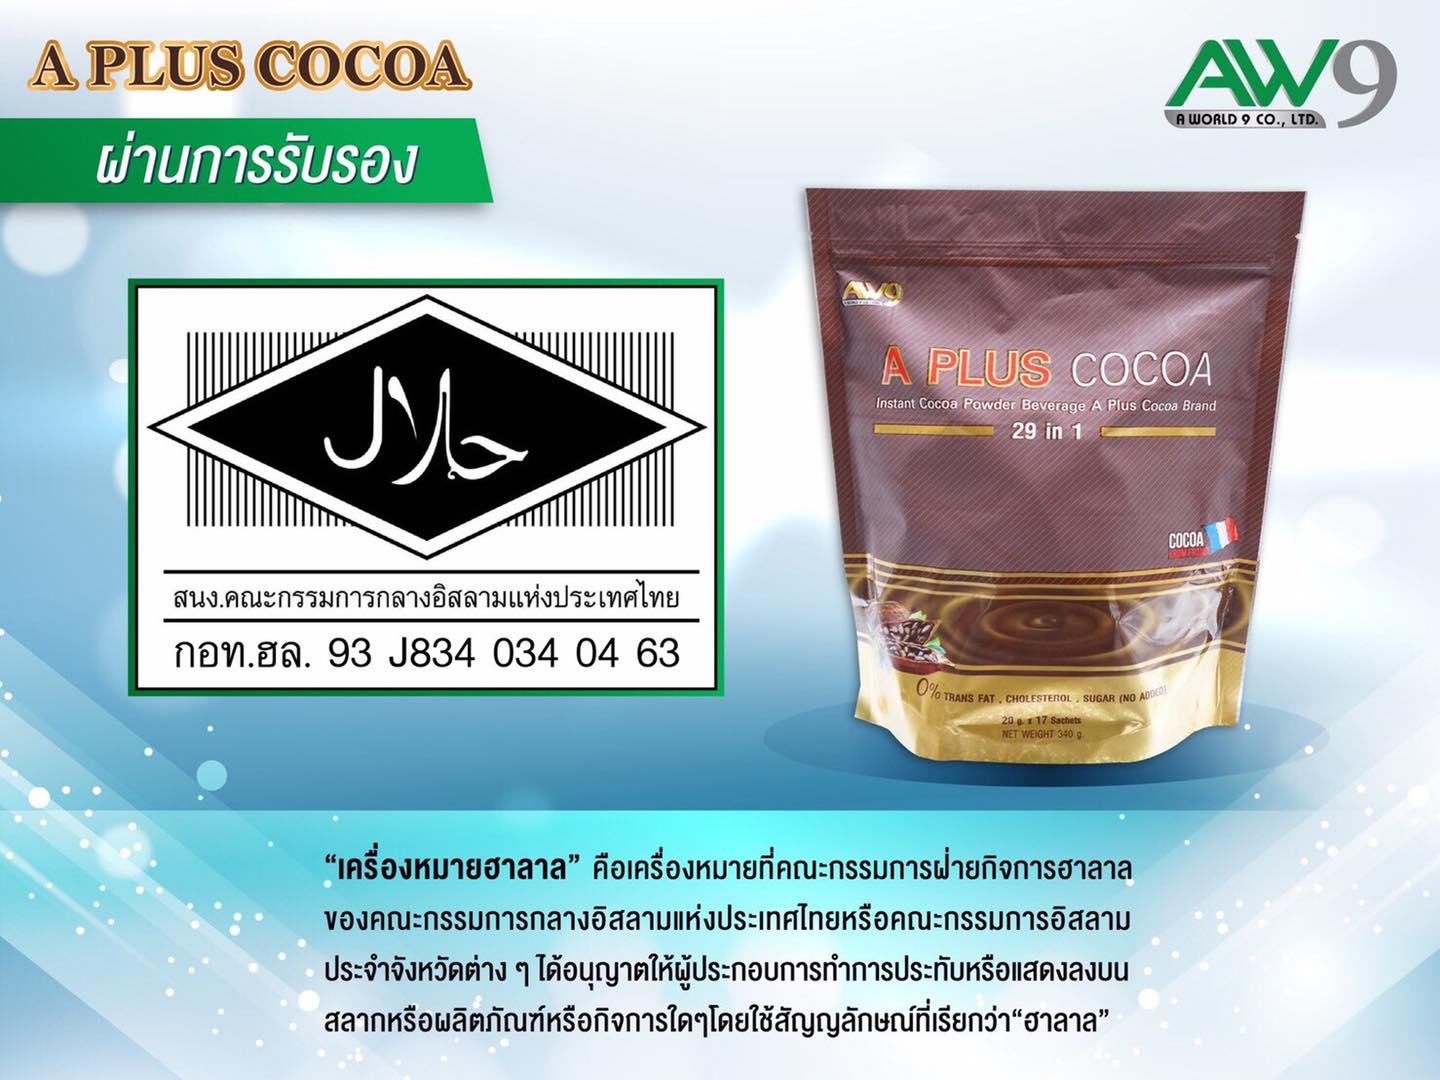 A PLUS COCOA
ผ่านการรับรอง
AW9
A WORLD 9 CO., LTD.
حلال
สนง.คณะกรรมการกลางอิสลามแห่งประเทศไทย
กอท.ฮล. 93 J834 034 04 63
AW9
A PLUS COCOA
Instant Cocoa Powder Beverage A Plus Cocoa Brand
29 in 1
COCOA
FROM FRANCE
0% TRANS FAT , CHOLESTEROL , SUGAR (NO ADDED)
20 g. x 17 Sachets
NET WEIGHT 340 g.
“เครื่องหมายฮาลาล” คือเครื่องหมายที่คณะกรรมการฝ่ายกิจการฮาลาล
ของคณะกรรมการกลางอิสลามแห่งประเทศไทยหรือคณะกรรมการอิสลาม
ประจำจังหวัดต่าง ๆ ได้อนุญาตให้ผู้ประกอบการทำการประทับหรือแสดงลงบน
สลากหรือผลิตภัณฑ์หรือกิจการใดๆโดยใช้สัญญลักษณ์ที่เรียกว่า“ฮาลาล”